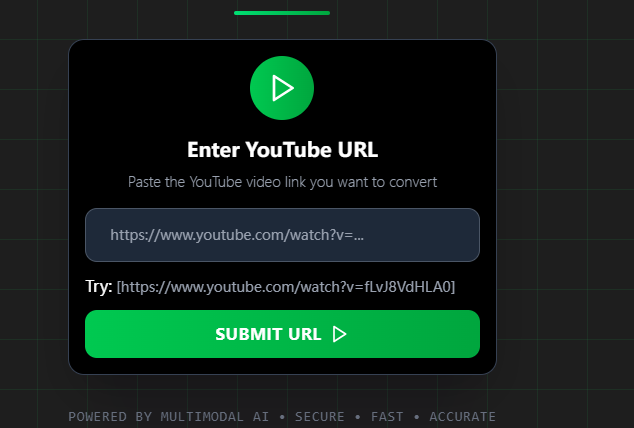 Enter YouTube URL
Paste the YouTube video link you want to convert
https://www.youtube.com/watch?v=...
Try: [https://www.youtube.com/watch?v=fLvJ8VdHLA0]
SUBMIT URL
POWERED BY MULTIMODAL AI • SECURE • FAST • ACCURATE